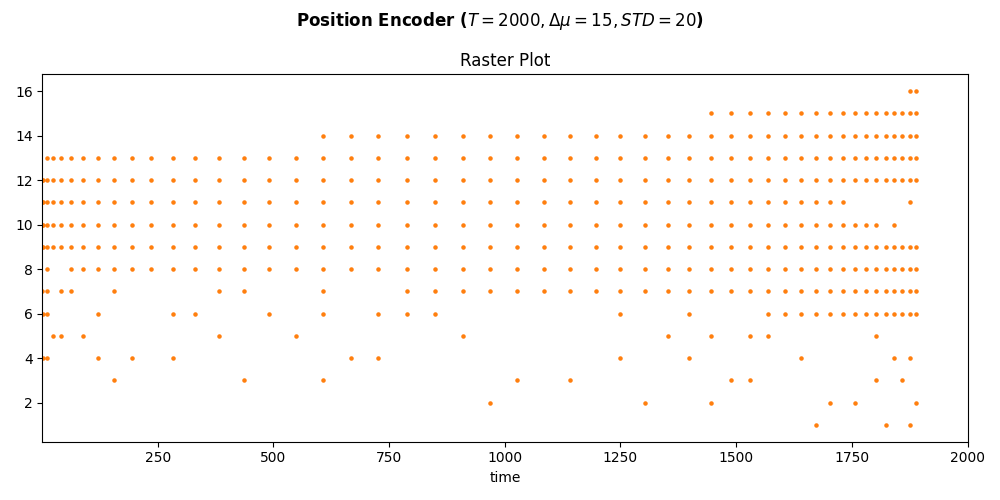 Position Encoder (T = 2000, Δμ = 15, STD = 20)
Raster Plot
16
14
12
10
8
6
4
2
250 500 750 1000 1250 1500 1750 2000
time